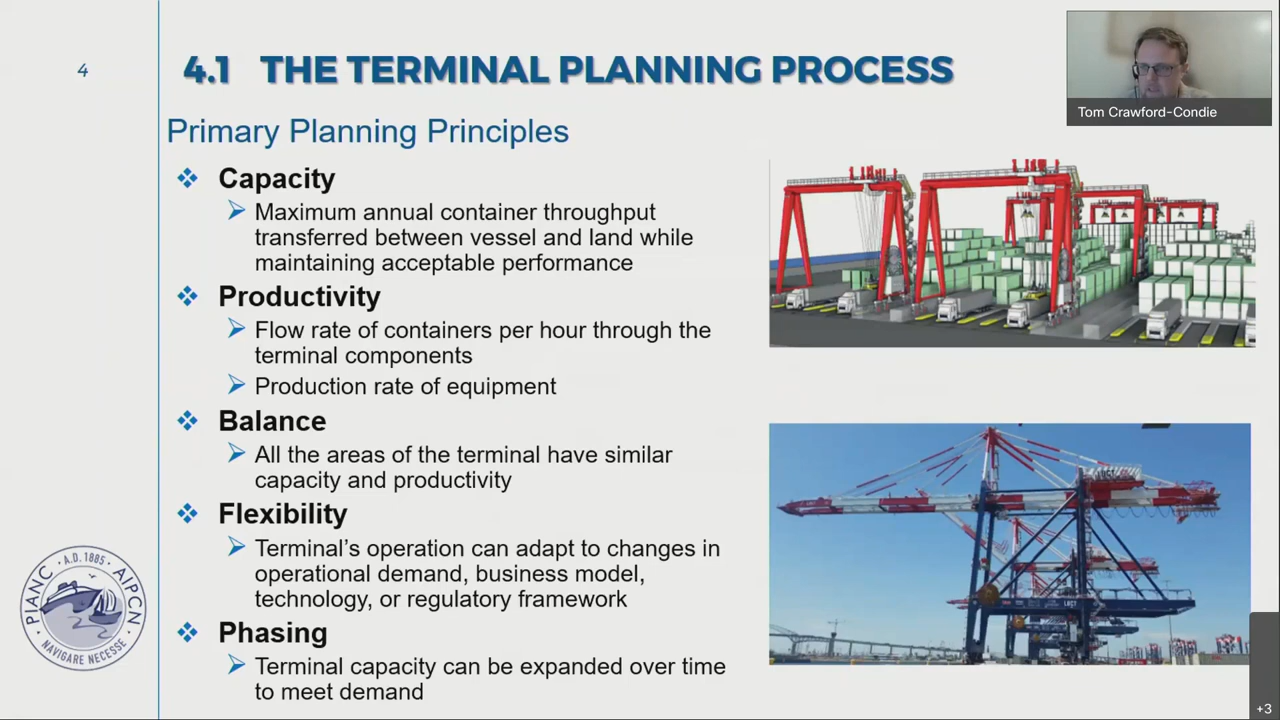 4
4.1 THE TERMINAL PLANNING PROCESS
Tom Crawford-Condie
Primary Planning Principles
❖ Capacity
➢ Maximum annual container throughput
transferred between vessel and land while
maintaining acceptable performance
❖ Productivity
➢ Flow rate of containers per hour through the
terminal components
➢ Production rate of equipment
❖ Balance
➢ All the areas of the terminal have similar
capacity and productivity
❖ Flexibility
➢ Terminal's operation can adapt to changes in
operational demand, business model,
technology, or regulatory framework
❖ Phasing
➢ Terminal capacity can be expanded over time
to meet demand
PIANC · A.D. 1885 · AIPCN
NAVIGARE NECESSE
LBCT
+3